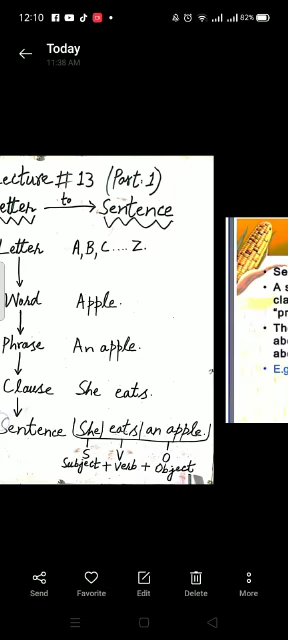 12:10 82%
Today
11:38 AM
ecture # 13 (Part:1)
etter to Sentence
Letter A, B, C .... Z.
Word Apple.
Phrase An apple.
Clause She eats.
Sentence (She/ eats/ an apple.)
S V O
Subject + Verb + Object
Se
• A s
cla
"pr
• The
abo
abo
• E.g
Send Favorite Edit Delete More